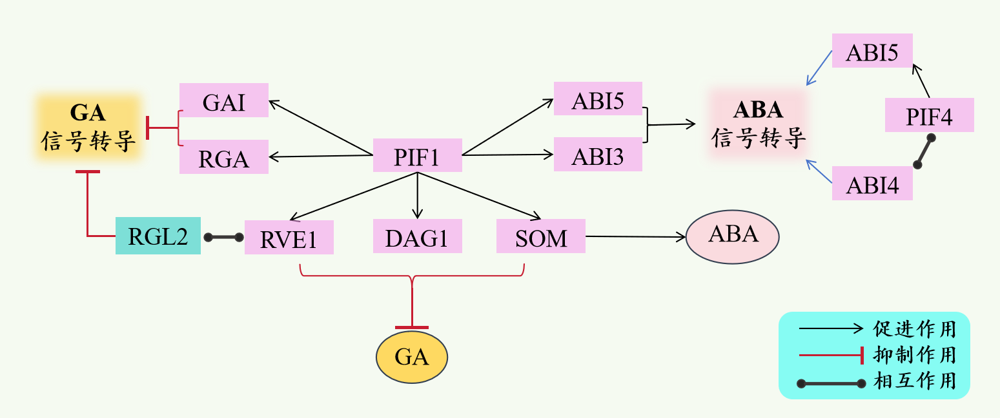 ABI5
GAI
ABI5
GA
信号转导
ABA
信号转导
PIF4
RGA
PIF1
ABI3
ABI4
RGL2
RVE1
DAG1
SOM
ABA
GA
促进作用
抑制作用
相互作用